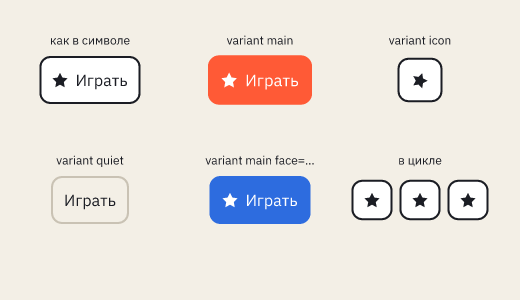 как в символе
variant main
variant icon
Играть
Играть
variant quiet
variant main face=...
в цикле
Играть
Играть